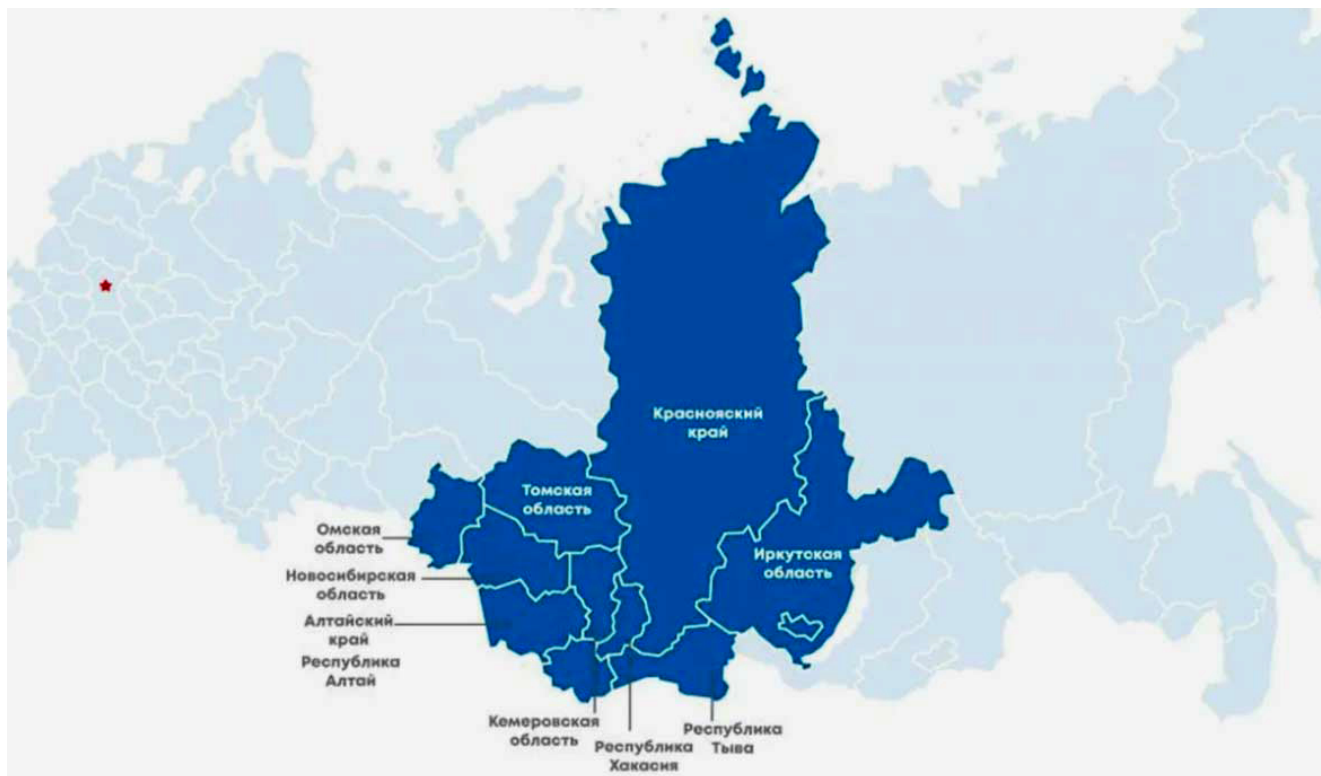 Краснояский
край
Томская
область
Омская
область
Иркутская
область
Новосибирская
область
Алтайский
край
Республика
Алтай
Кемеровская
область
Республика
Хакасия
Республика
Тыва